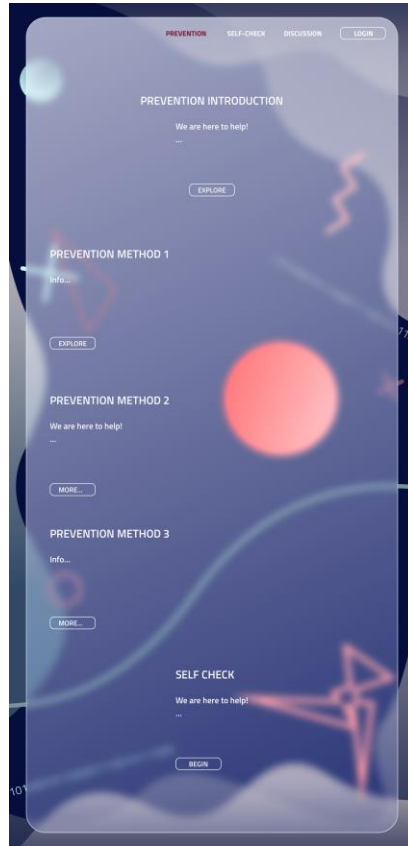 PREVENTION SELF-CHECK DISCUSSION LOGIN
PREVENTION INTRODUCTION
We are here to help!
...
EXPLORE
PREVENTION METHOD 1
Info...
EXPLORE
PREVENTION METHOD 2
We are here to help!
...
MORE...
PREVENTION METHOD 3
Info...
MORE...
SELF CHECK
We are here to help!
...
BEGIN
101